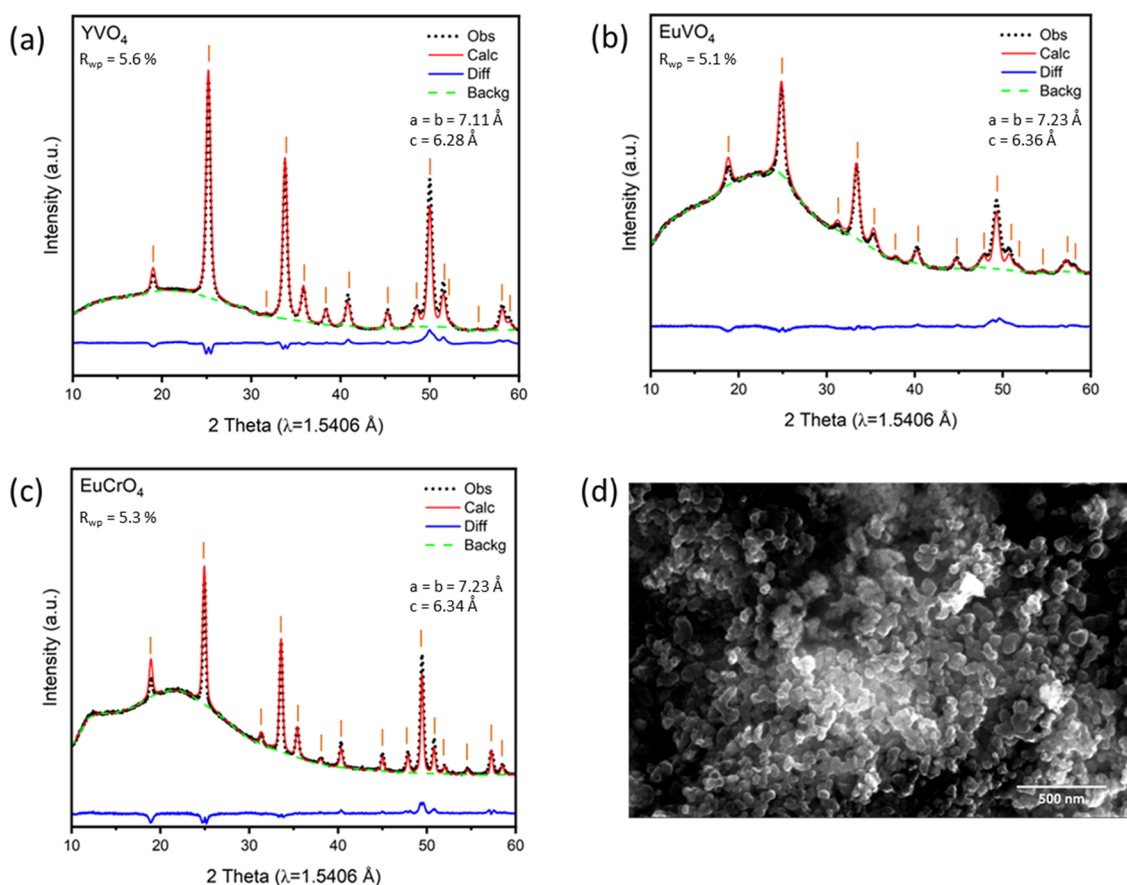 (a)
YVO₄
Rwp = 5.6 %
Obs
Calc
Diff
Backg
a = b = 7.11 Å
c = 6.28 Å
Intensity (a.u.)
10 20 30 40 50 60
2 Theta (λ=1.5406 Å)
(b)
EuVO₄
Rwp = 5.1 %
Obs
Calc
Diff
Backg
a = b = 7.23 Å
c = 6.36 Å
Intensity (a.u.)
10 20 30 40 50 60
2 Theta (λ=1.5406 Å)
(c)
EuCrO₄
Rwp = 5.3 %
Obs
Calc
Diff
Backg
a = b = 7.23 Å
c = 6.34 Å
Intensity (a.u.)
10 20 30 40 50 60
2 Theta (λ=1.5406 Å)
(d)
500 nm